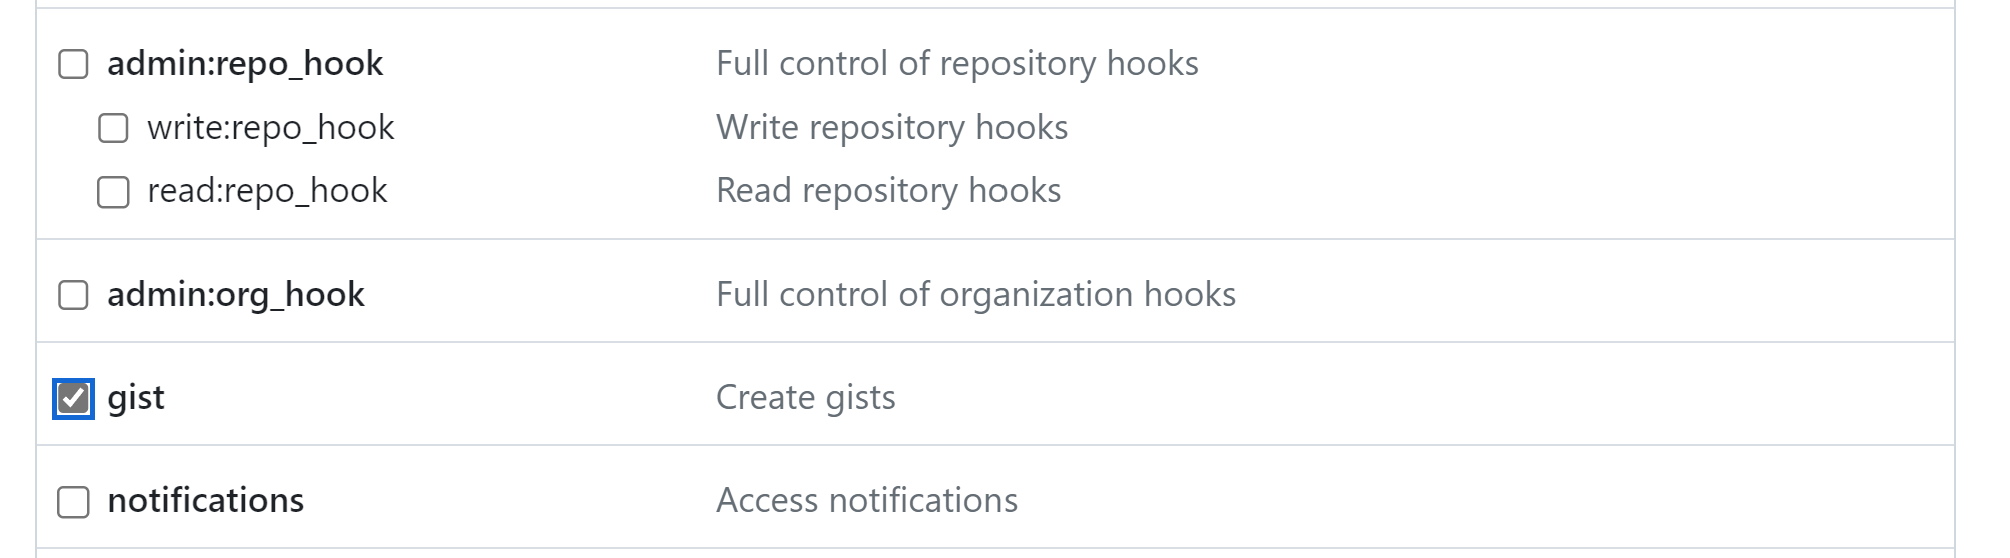 admin:repo_hook Full control of repository hooks
write:repo_hook Write repository hooks
read:repo_hook Read repository hooks
admin:org_hook Full control of organization hooks
gist Create gists
notifications Access notifications